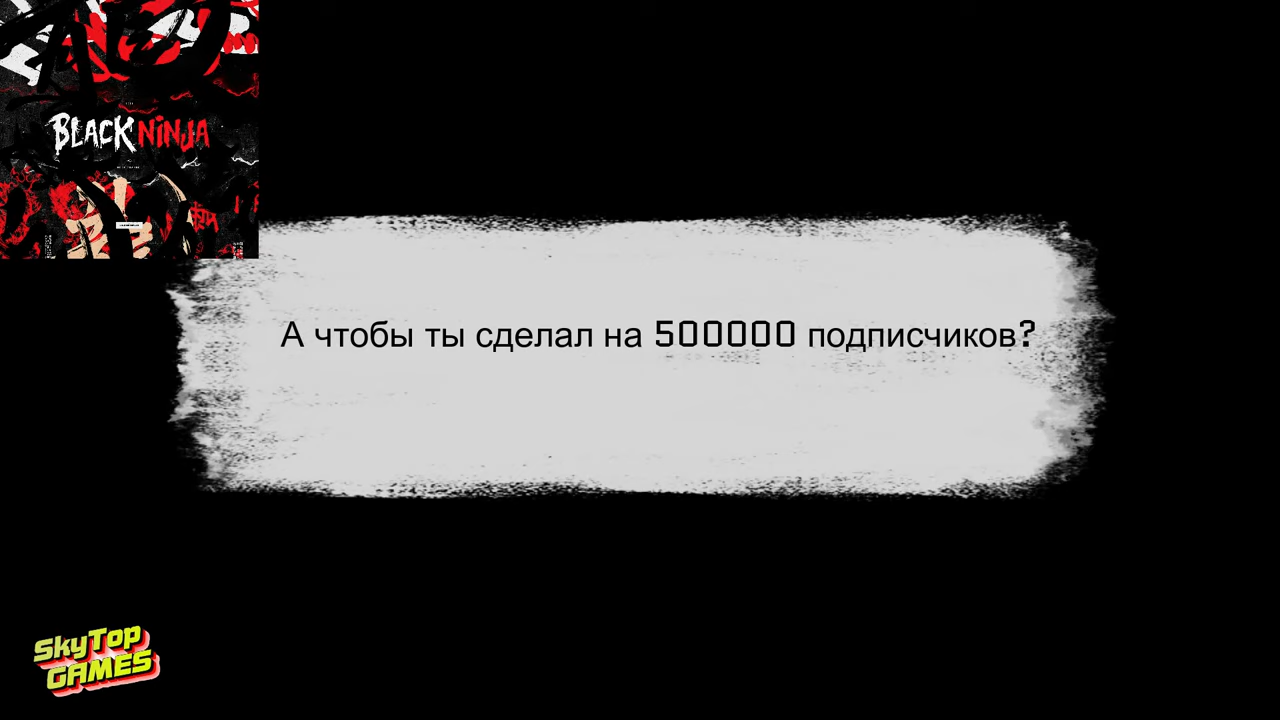 BLACK NINJA
А чтобы ты сделал на 500000 подписчиков?
SkyTop
GAMES